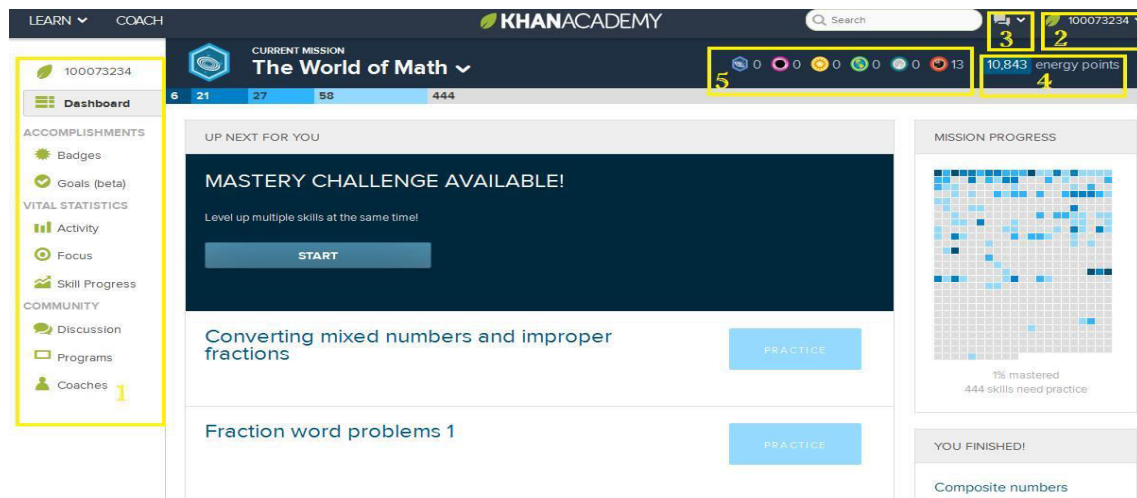 LEARN
COACH
KHANACADEMY
Search
100073234
3
2
100073234
Dashboard
ACCOMPLISHMENTS
Badges
Goals (beta)
VITAL STATISTICS
Activity
Focus
Skill Progress
COMMUNITY
Discussion
Programs
Coaches
1
CURRENT MISSION
The World of Math
5
0 0 0 0 0 13
10,843 energy points
4
6 21 27 58 444
UP NEXT FOR YOU
MASTERY CHALLENGE AVAILABLE!
Level up multiple skills at the same time!
START
Converting mixed numbers and improper
fractions
PRACTICE
Fraction word problems 1
PRACTICE
MISSION PROGRESS
1% mastered
444 skills need practice
YOU FINISHED!
Composite numbers